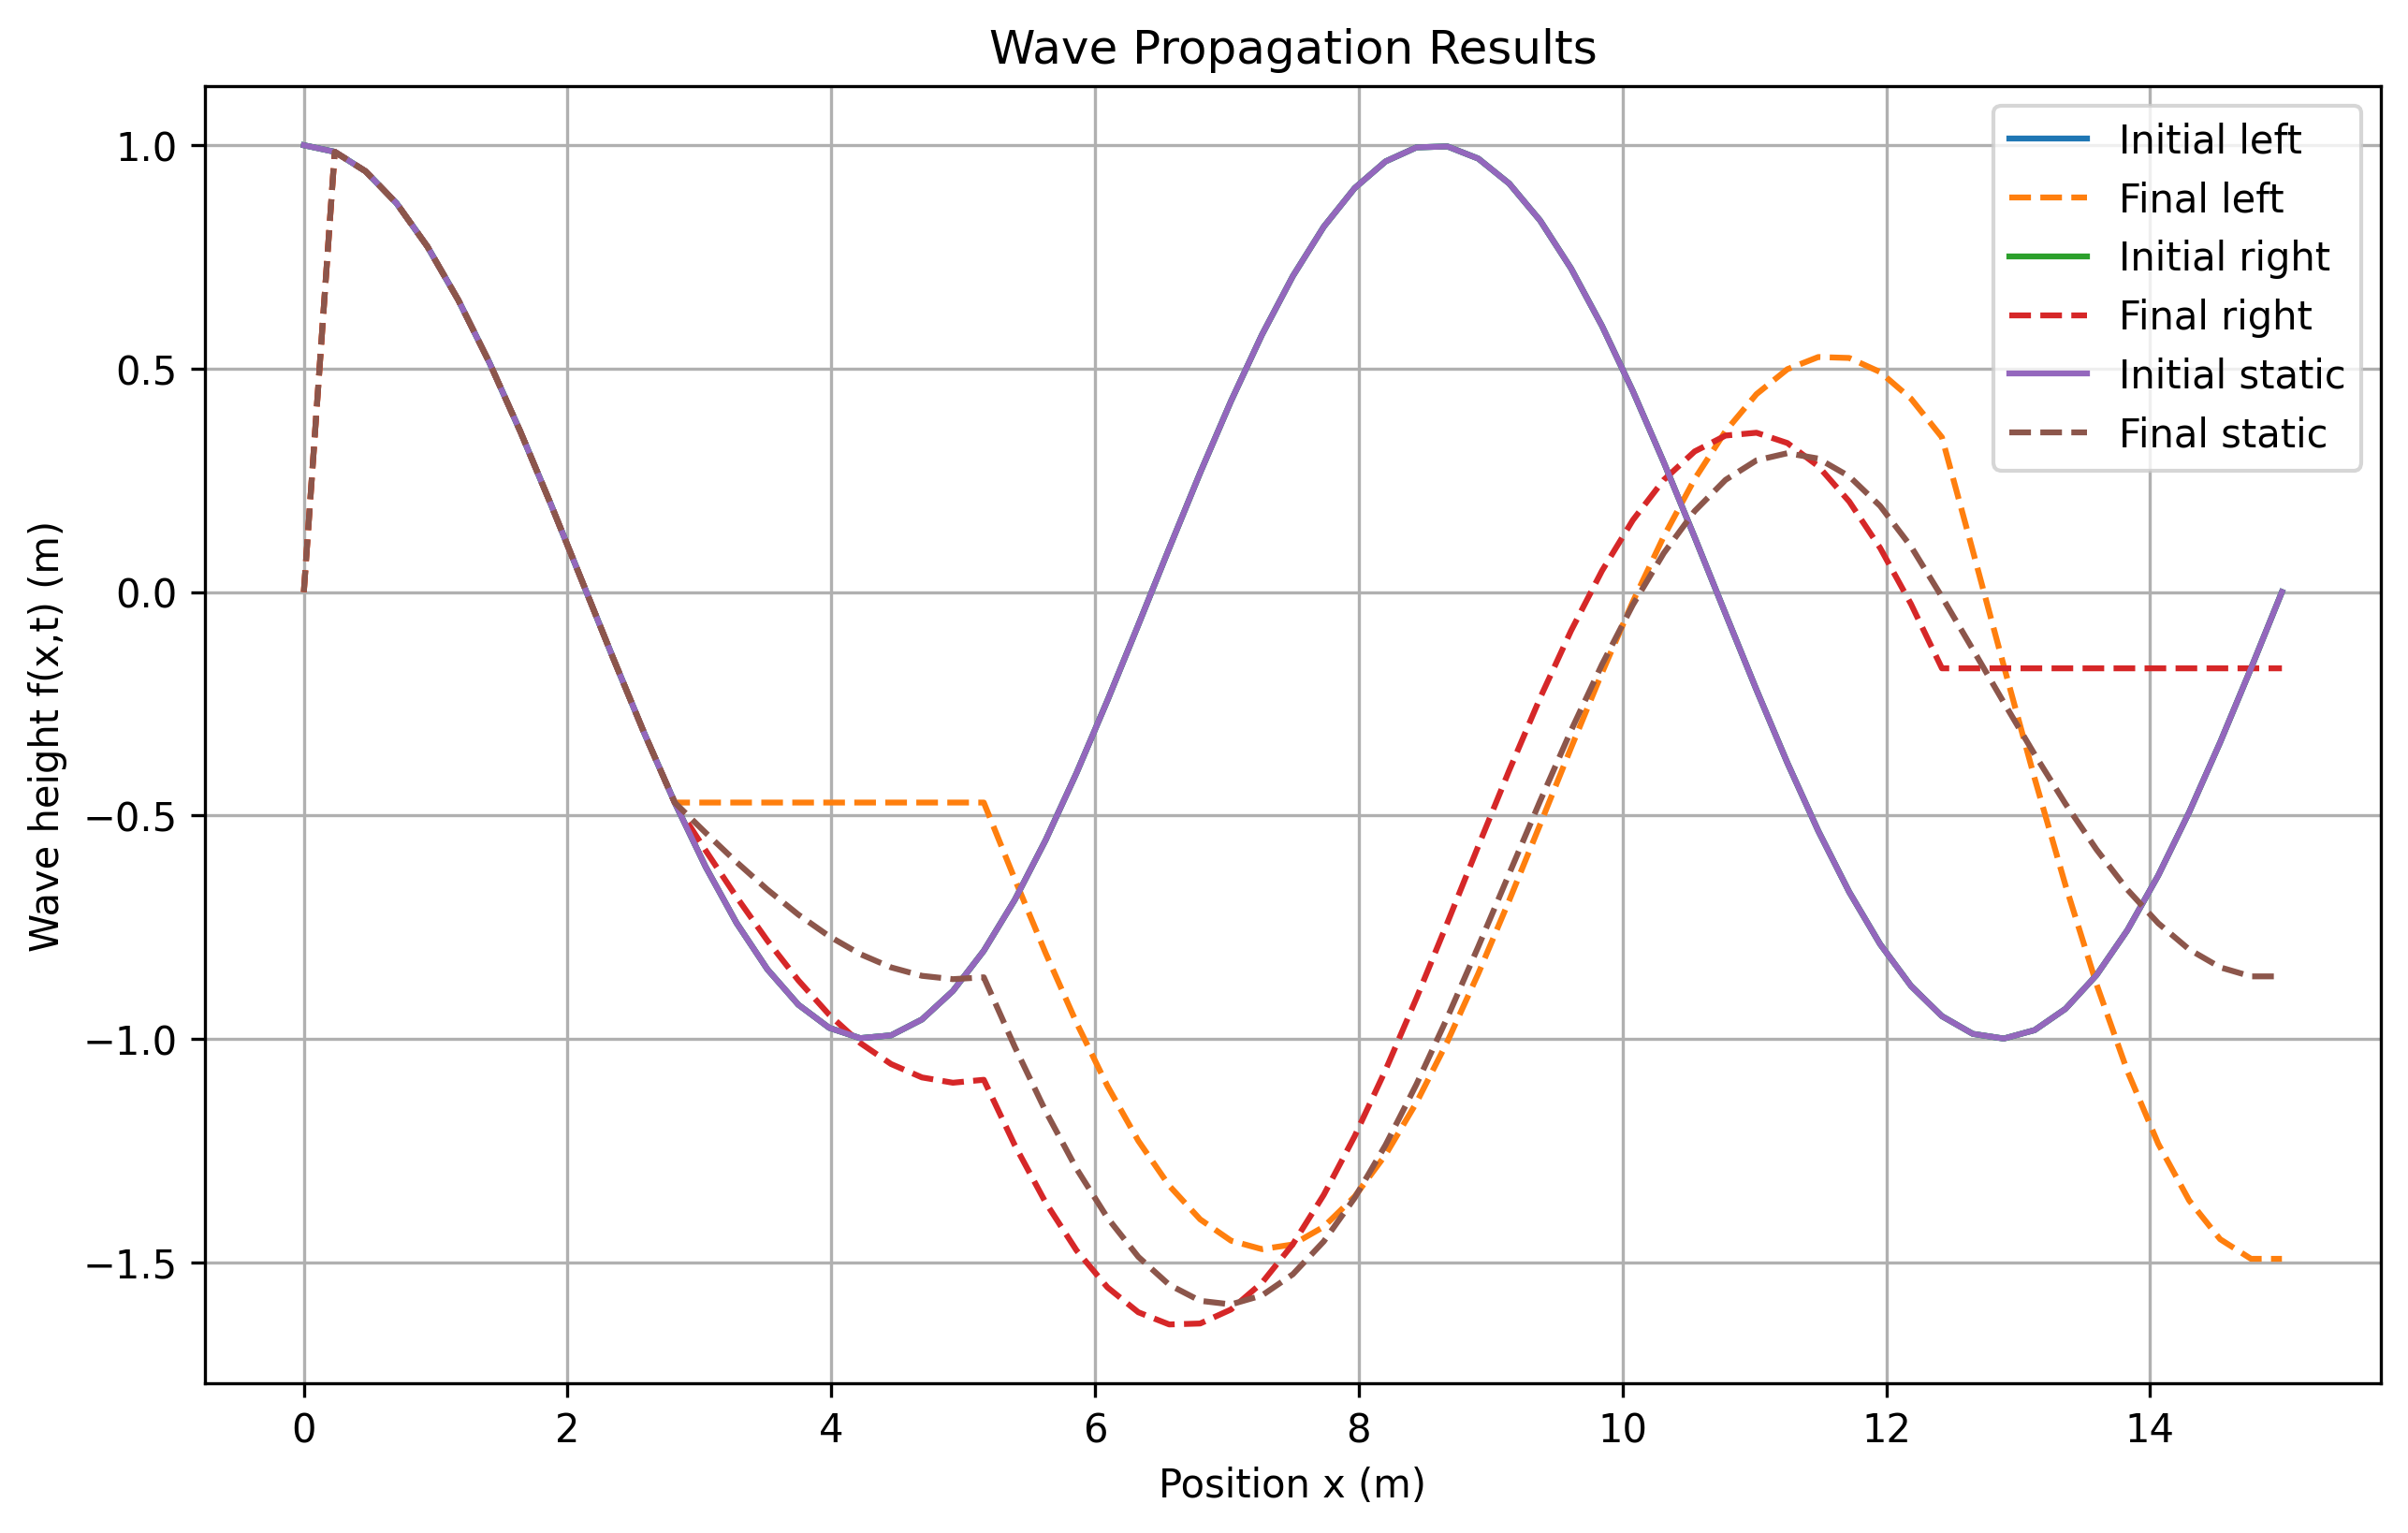 Wave Propagation Results
Wave height f(x,t) (m)
1.0
0.5
0.0
−0.5
−1.0
−1.5
Initial left
Final left
Initial right
Final right
Initial static
Final static
0 2 4 6 8 10 12 14
Position x (m)